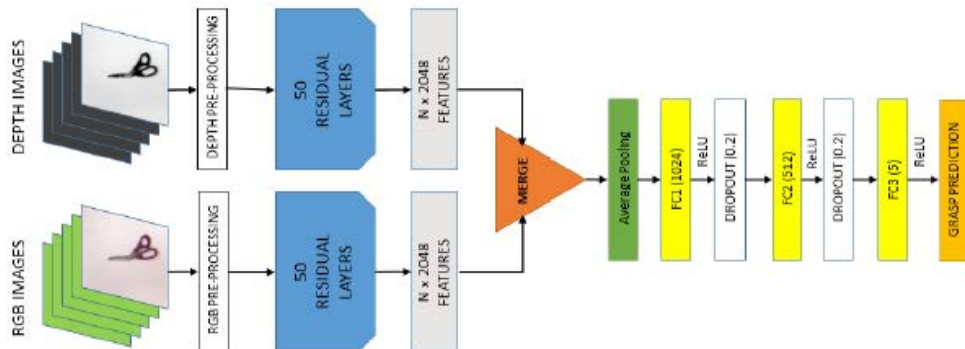 DEPTH IMAGES
DEPTH PRE-PROCESSING
50
RESIDUAL
LAYERS
N x 2048
FEATURES
RGB IMAGES
RGB PRE-PROCESSING
50
RESIDUAL
LAYERS
N x 2048
FEATURES
MERGE
Average Pooling
FC1 (1024)
ReLU
DROPOUT |0.2
FC2 (512)
ReLU
DROPOUT |0.2
FC3 (5)
ReLU
GRASP PREDICTION